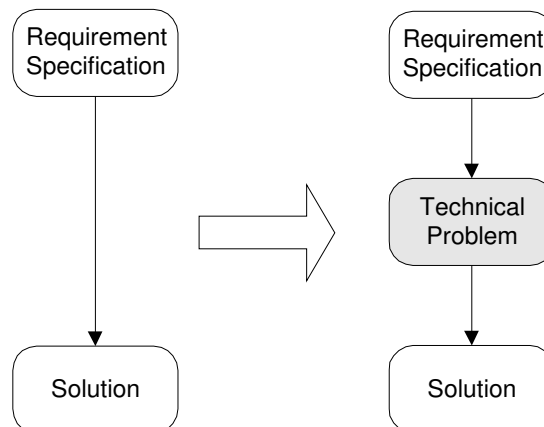 Requirement
Specification
Solution
Requirement
Specification
Technical
Problem
Solution